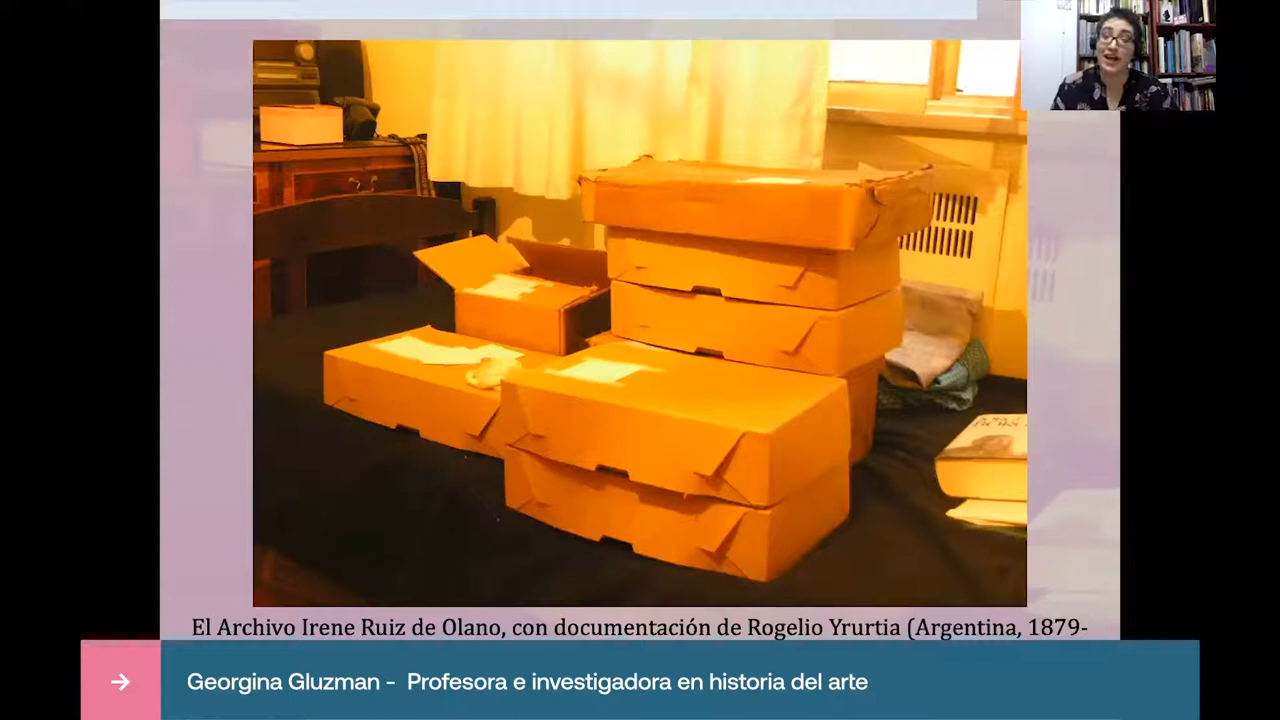 El Archivo Irene Ruiz de Olano, con documentación de Rogelio Yrurtia (Argentina, 1879-
Georgina Gluzman - Profesora e investigadora en historia del arte